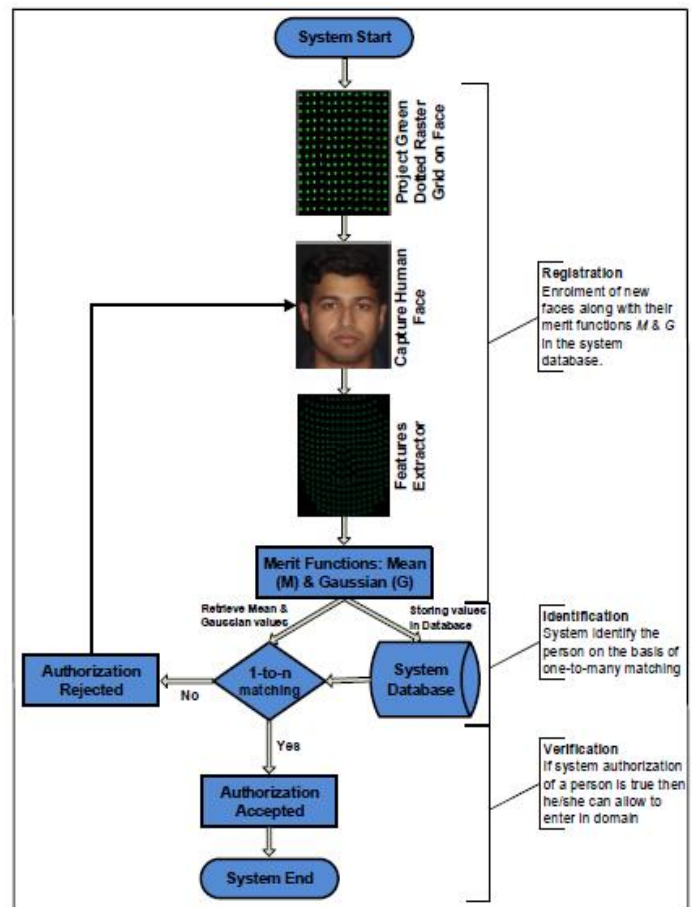 System Start
Project Green
Dotted Raster
Grid on Face
Capture Human
Face
Features
Extractor
Registration
Enrolment of new
faces along with their
merit functions M & G
in the system
database.
Merit Functions: Mean
(M) & Gaussian (G)
Retrieve Mean &
Gaussian values
Storing values
in Database
Identification
System identify the
person on the basis of
one-to-many matching
Authorization
Rejected
No
1-to-n
matching
System
Database
Yes
Verification
If system authorization
of a person is true then
he/she can allow to
enter in domain
Authorization
Accepted
System End